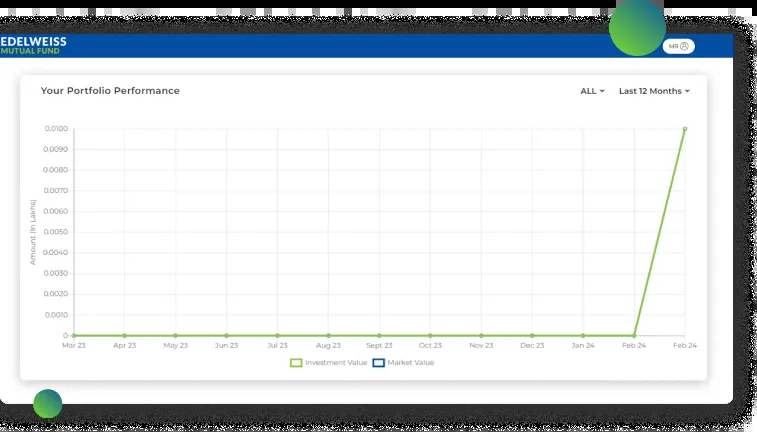 EDELWEISS
MUTUAL FUND
MR
Your Portfolio Performance
ALL
Last 12 Months
0.0100
0.0090
0.0080
0.0070
0.0060
0.0050
0.0040
0.0030
0.0020
0.0010
0
Amount (In Lakhs)
Mar 23 Apr 23 May 23 Jun 23 Jul 23 Aug 23 Sept 23 Oct 23 Nov 23 Dec 23 Jan 24 Feb 24 Feb 24
Investment Value Market Value